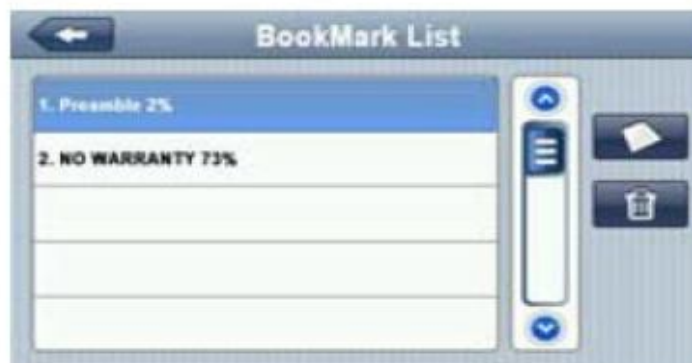 BookMark List
1. Preamble 2%
2. NO WARRANTY 73%